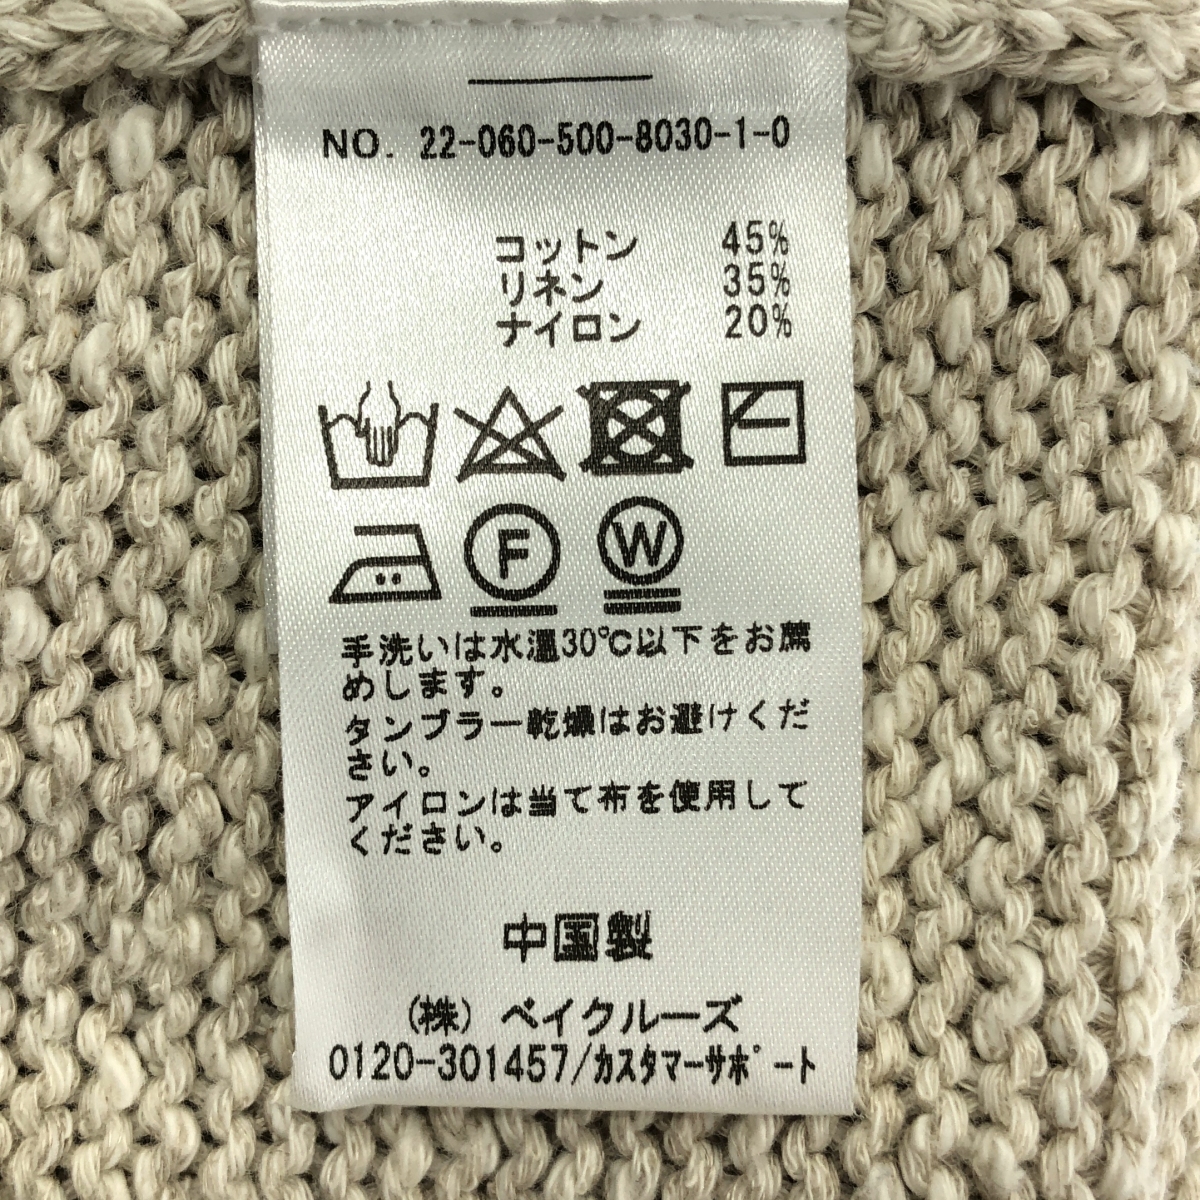 NO. 22-060-500-8030-1-0
コットン 45%
リネン 35%
ナイロン 20%
F W
手洗いは水温30℃以下をお薦
めします。
タンブラー乾燥はお避けくだ
さい。
アイロンは当て布を使用して
ください。
中国製
(株) ベイクルーズ
0120-301457/カスタマーサポート